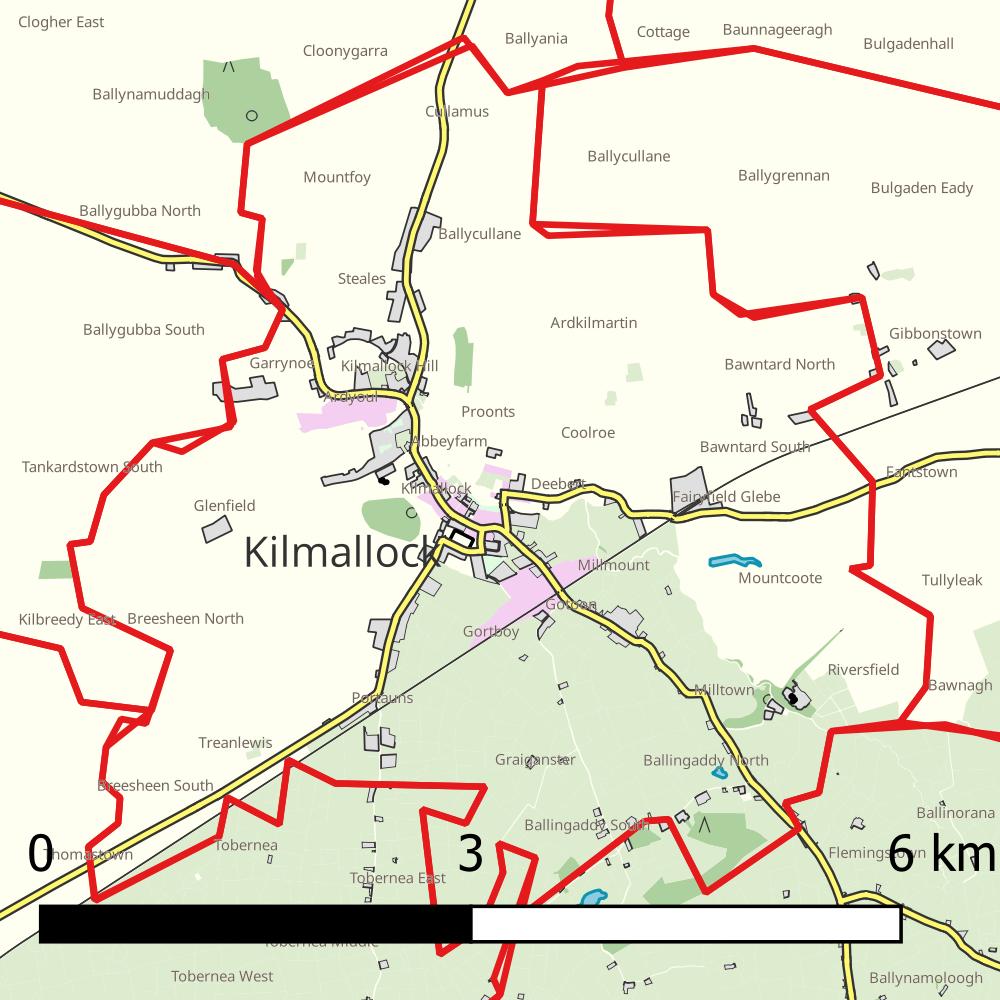 Clogher East
Cloonygarra
Ballyania
Cottage
Baunnageeragh
Bulgadenhall
Ballynamuddagh
Cullamus
Mountfoy
Ballycullane
Ballygrennan
Bulgaden Eady
Ballygubba North
Ballycullane
Steales
Ballygubba South
Ardkilmartin
Gibbonstown
Garrynoe
Kilmallock Hill
Bawntard North
Ardyoul
Proonts
Abbeyfarm
Coolroe
Bawntard South
Tankardstown South
Fantstown
Kilmallock
Deebert
Fairyfield Glebe
Glenfield
Kilmallock
Millmount
Mountcoote
Tullyleak
Gotoon
Kilbreedy East
Breesheen North
Gortboy
Riversfield
Portauns
Milltown
Bawnagh
Treanlewis
Graiganster
Ballingaddy North
Breesheen South
Ballinorana
Ballingaddy South
Tobernea
Thomastown
Flemingstown
0
3
6 km
Tobernea East
Tobernea Middle
Tobernea West
Ballynamoloogh